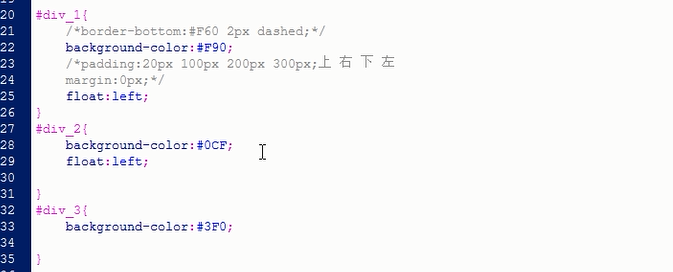 20 #div_1{
21 /*border-bottom:#F60 2px dashed;*/
22 background-color:#F90;
23 /*padding:20px 100px 200px 300px;上 右 下 左
24 margin:0px;*/
25 float:left;
26 }
27 #div_2{
28 background-color:#0CF;
29 float:left;
30
31 }
32 #div_3{
33 background-color:#3F0;
34
35 }